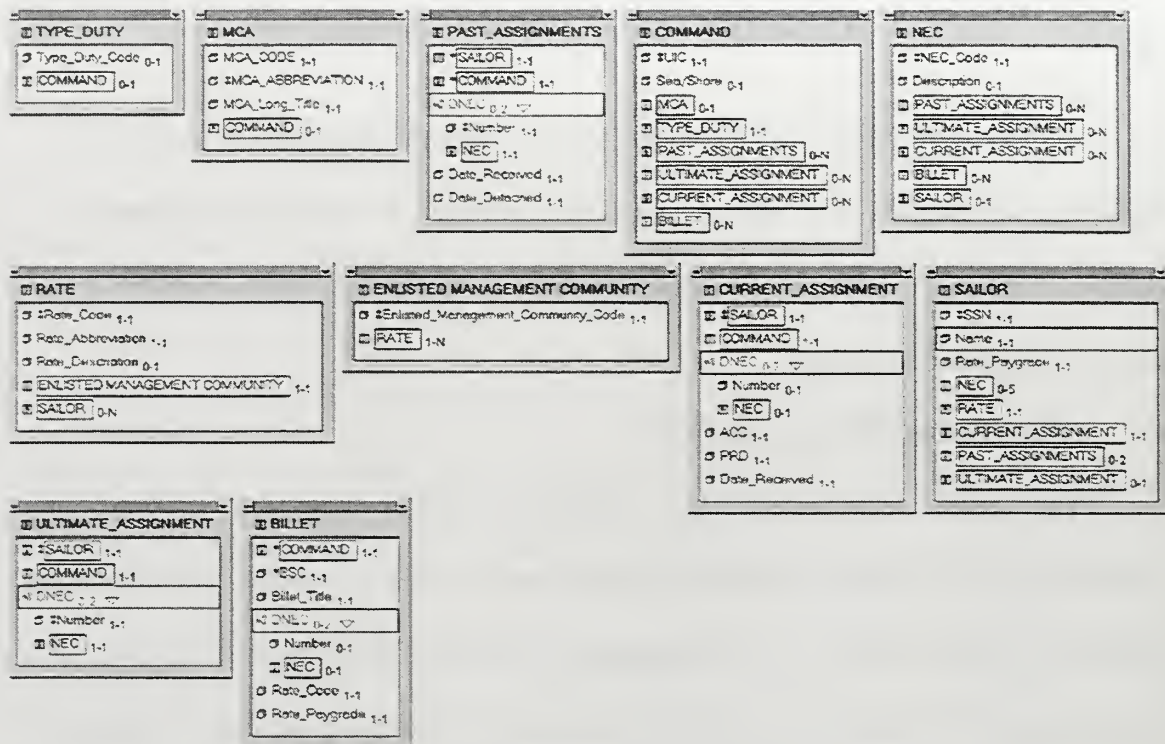 TYPE_DUTY
Type_Duty_Code 0-1
COMMAND 0-1
MCA
MCA_CODE 1-1
‡MCA_ABBREVIATION 1-1
MCA_Long_Title 1-1
COMMAND 0-1
PAST_ASSIGNMENTS
*SAILOR 1-1
*COMMAND 1-1
DNEC 0-2
‡Number 1-1
NEC 1-1
Date_Received 1-1
Date_Detached 1-1
COMMAND
‡UIC 1-1
Sea/Shore 0-1
MCA 0-1
TYPE_DUTY 1-1
PAST_ASSIGNMENTS 0-N
ULTIMATE_ASSIGNMENT 0-N
CURRENT_ASSIGNMENT 0-N
BILLET 0-N
NEC
‡NEC_Code 1-1
Description 0-1
PAST_ASSIGNMENTS 0-N
ULTIMATE_ASSIGNMENT 0-N
CURRENT_ASSIGNMENT 0-N
BILLET 0-N
SAILOR 0-1
RATE
‡Rate_Code 1-1
Rate_Abbreviation 1-1
Rate_Description 0-1
ENLISTED MANAGEMENT COMMUNITY 1-1
SAILOR 0-N
ENLISTED MANAGEMENT COMMUNITY
‡Enlisted_Management_Community_Code 1-1
RATE 1-N
CURRENT_ASSIGNMENT
‡SAILOR 1-1
COMMAND 1-1
DNEC 0-2
Number 0-1
NEC 0-1
ACC 1-1
PRD 1-1
Date_Received 1-1
SAILOR
‡SSN 1-1
Name 1-1
Rate_Paygrade 1-1
NEC 0-5
RATE 1-1
CURRENT_ASSIGNMENT 1-1
PAST_ASSIGNMENTS 0-2
ULTIMATE_ASSIGNMENT 0-1
ULTIMATE_ASSIGNMENT
‡SAILOR 1-1
COMMAND 1-1
DNEC 0-2
‡Number 1-1
NEC 1-1
BILLET
*COMMAND 1-1
*BSC 1-1
Billet_Title 1-1
DNEC 0-2
Number 0-1
NEC 0-1
Rate_Code 1-1
Rate_Paygrade 1-1